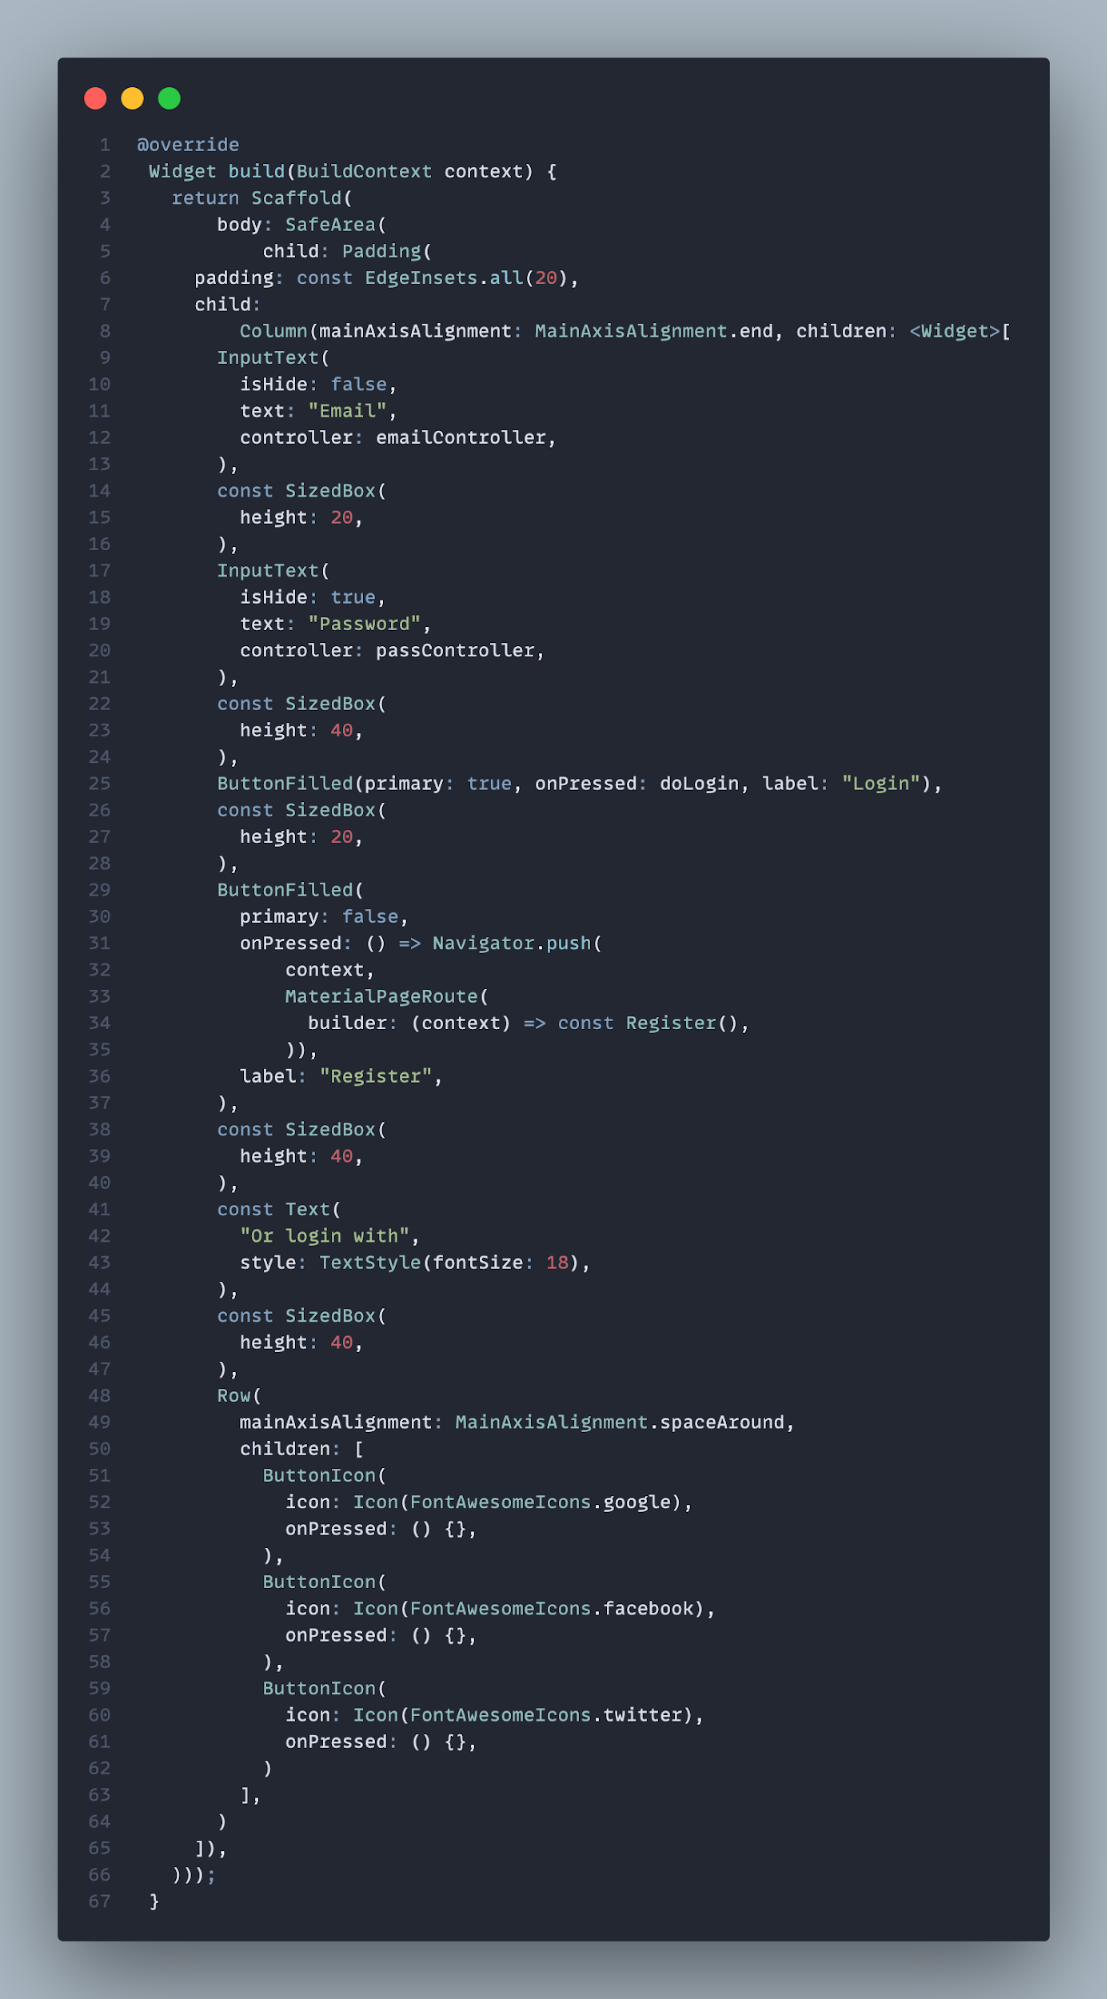 1 @override
2  Widget build(BuildContext context) {
3    return Scaffold(
4        body: SafeArea(
5            child: Padding(
6      padding: const EdgeInsets.all(20),
7      child:
8          Column(mainAxisAlignment: MainAxisAlignment.end, children: <Widget>[
9        InputText(
10          isHide: false,
11          text: "Email",
12          controller: emailController,
13        ),
14        const SizedBox(
15          height: 20,
16        ),
17        InputText(
18          isHide: true,
19          text: "Password",
20          controller: passController,
21        ),
22        const SizedBox(
23          height: 40,
24        ),
25        ButtonFilled(primary: true, onPressed: doLogin, label: "Login"),
26        const SizedBox(
27          height: 20,
28        ),
29        ButtonFilled(
30          primary: false,
31          onPressed: () => Navigator.push(
32              context,
33              MaterialPageRoute(
34                builder: (context) => const Register(),
35              )),
36          label: "Register",
37        ),
38        const SizedBox(
39          height: 40,
40        ),
41        const Text(
42          "Or login with",
43          style: TextStyle(fontSize: 18),
44        ),
45        const SizedBox(
46          height: 40,
47        ),
48        Row(
49          mainAxisAlignment: MainAxisAlignment.spaceAround,
50          children: [
51            ButtonIcon(
52              icon: Icon(FontAwesomeIcons.google),
53              onPressed: () {},
54            ),
55            ButtonIcon(
56              icon: Icon(FontAwesomeIcons.facebook),
57              onPressed: () {},
58            ),
59            ButtonIcon(
60              icon: Icon(FontAwesomeIcons.twitter),
61              onPressed: () {},
62            )
63          ],
64        )
65      ]),
66    )));
67  }